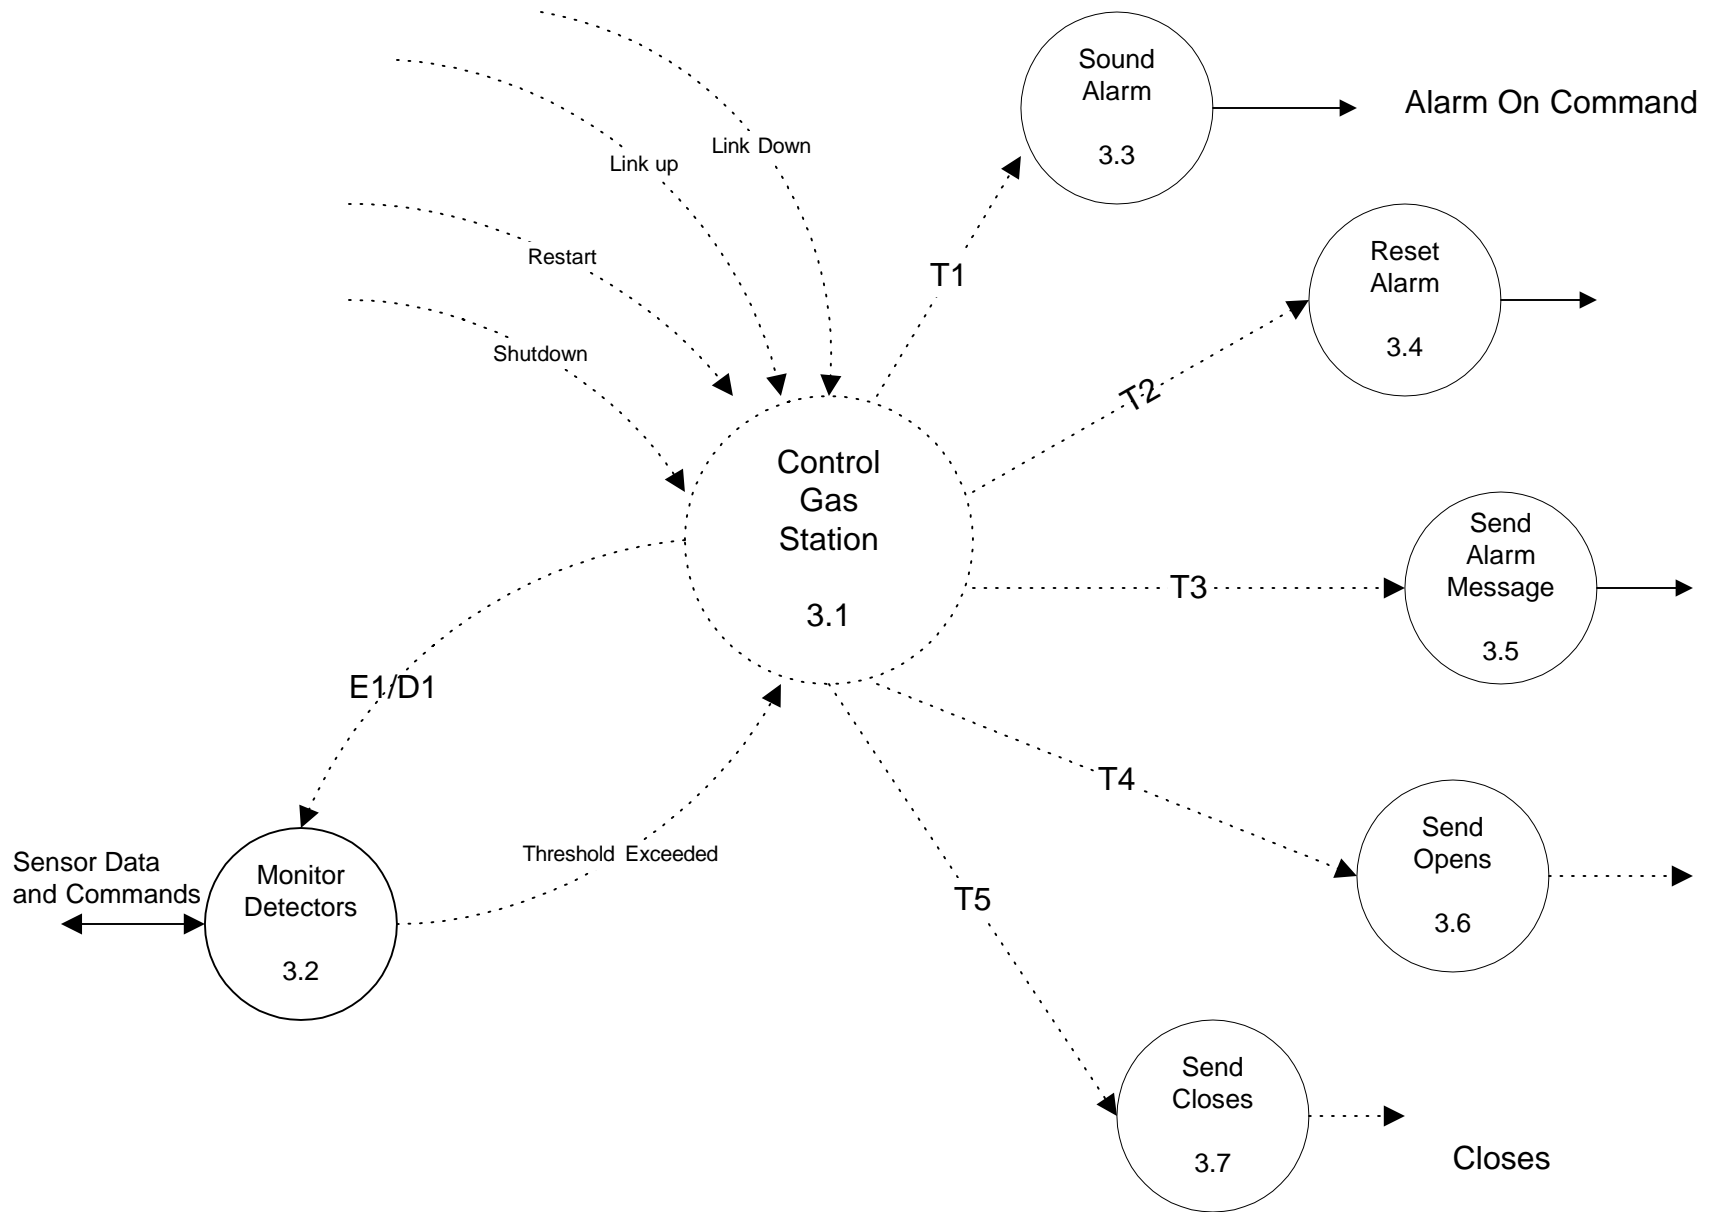 Sound
Alarm
3.3
Alarm On Command
Link Down
Link up
Restart
Shutdown
T1
Reset
Alarm
3.4
T2
Control
Gas
Station
3.1
Send
Alarm
Message
3.5
T3
E1/D1
T4
Send
Opens
3.6
Threshold Exceeded
Sensor Data
and Commands
Monitor
Detectors
3.2
T5
Send
Closes
3.7
Closes